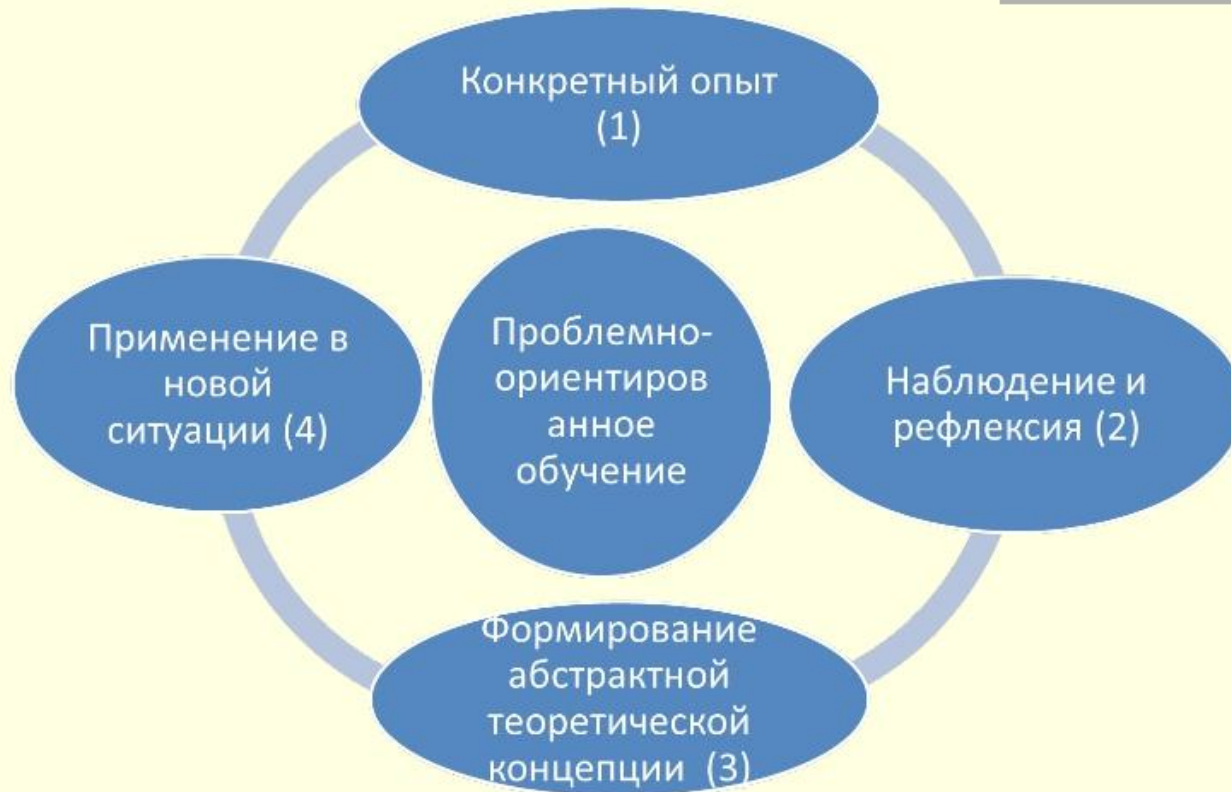 Конкретный опыт
(1)
Применение в
новой
ситуации (4)
Проблемно-
ориентиров
анное
обучение
Наблюдение и
рефлексия (2)
Формирование
абстрактной
теоретической
концепции (3)